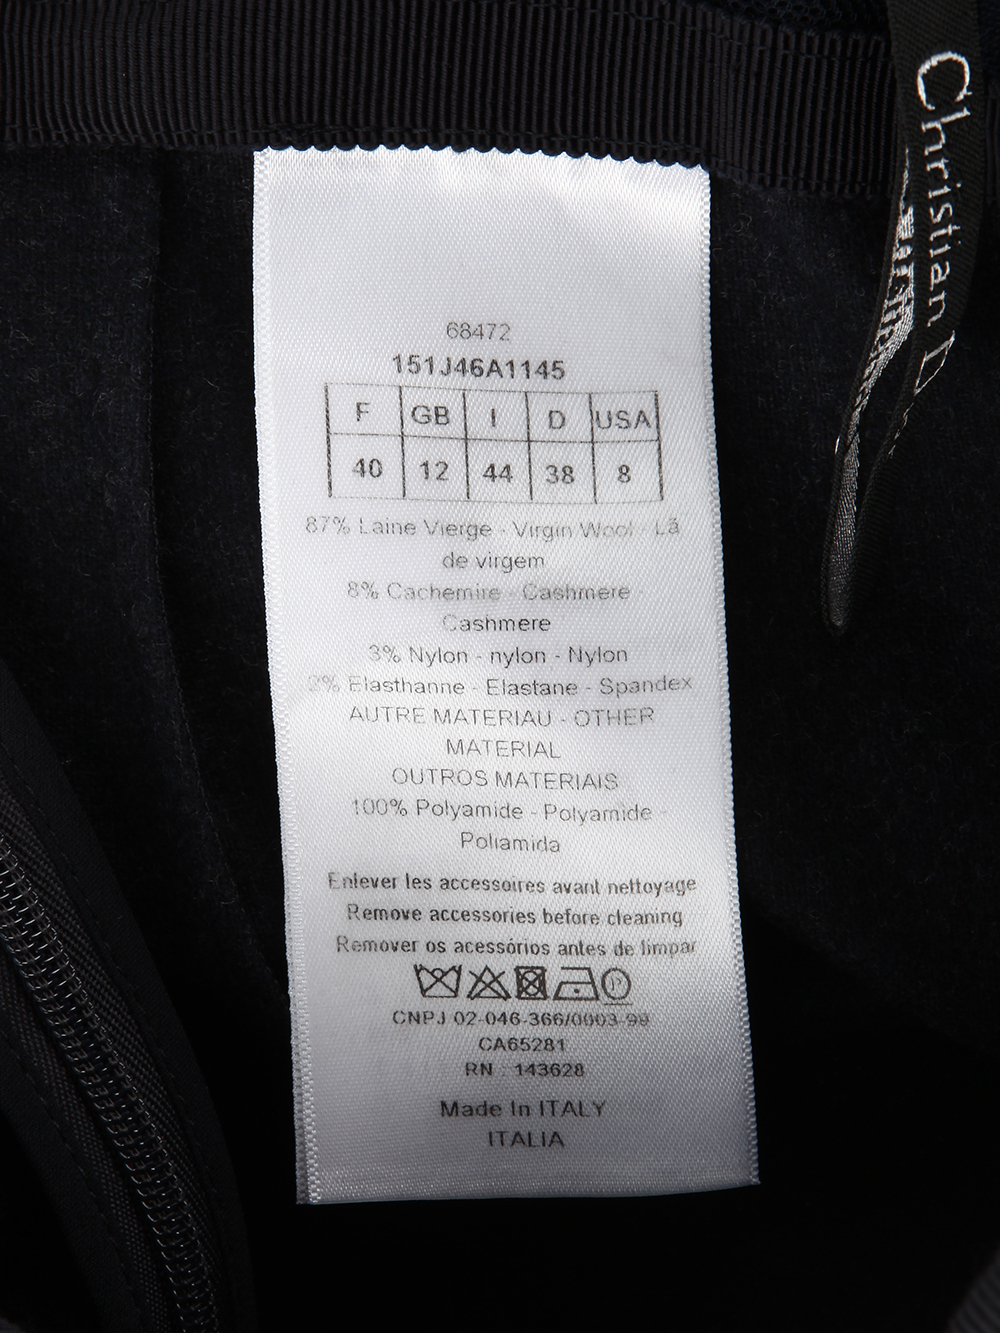 Christian D
68472
151J46A1145
F GB I D USA
40 12 44 38 8
87% Laine Vierge - Virgin Wool - Lã
de virgem
8% Cachemire - Cashmere -
Cashmere
3% Nylon - nylon - Nylon
2% Elasthanne - Elastane - Spandex
AUTRE MATERIAU - OTHER
MATERIAL
OUTROS MATERIAIS
100% Polyamide - Polyamide -
Poliamida
Enlever les accessoires avant nettoyage
Remove accessories before cleaning
Remover os acessórios antes de limpar
P
CNPJ 02-046-366/0003-99
CA65281
RN : 143628
Made In ITALY
ITALIA